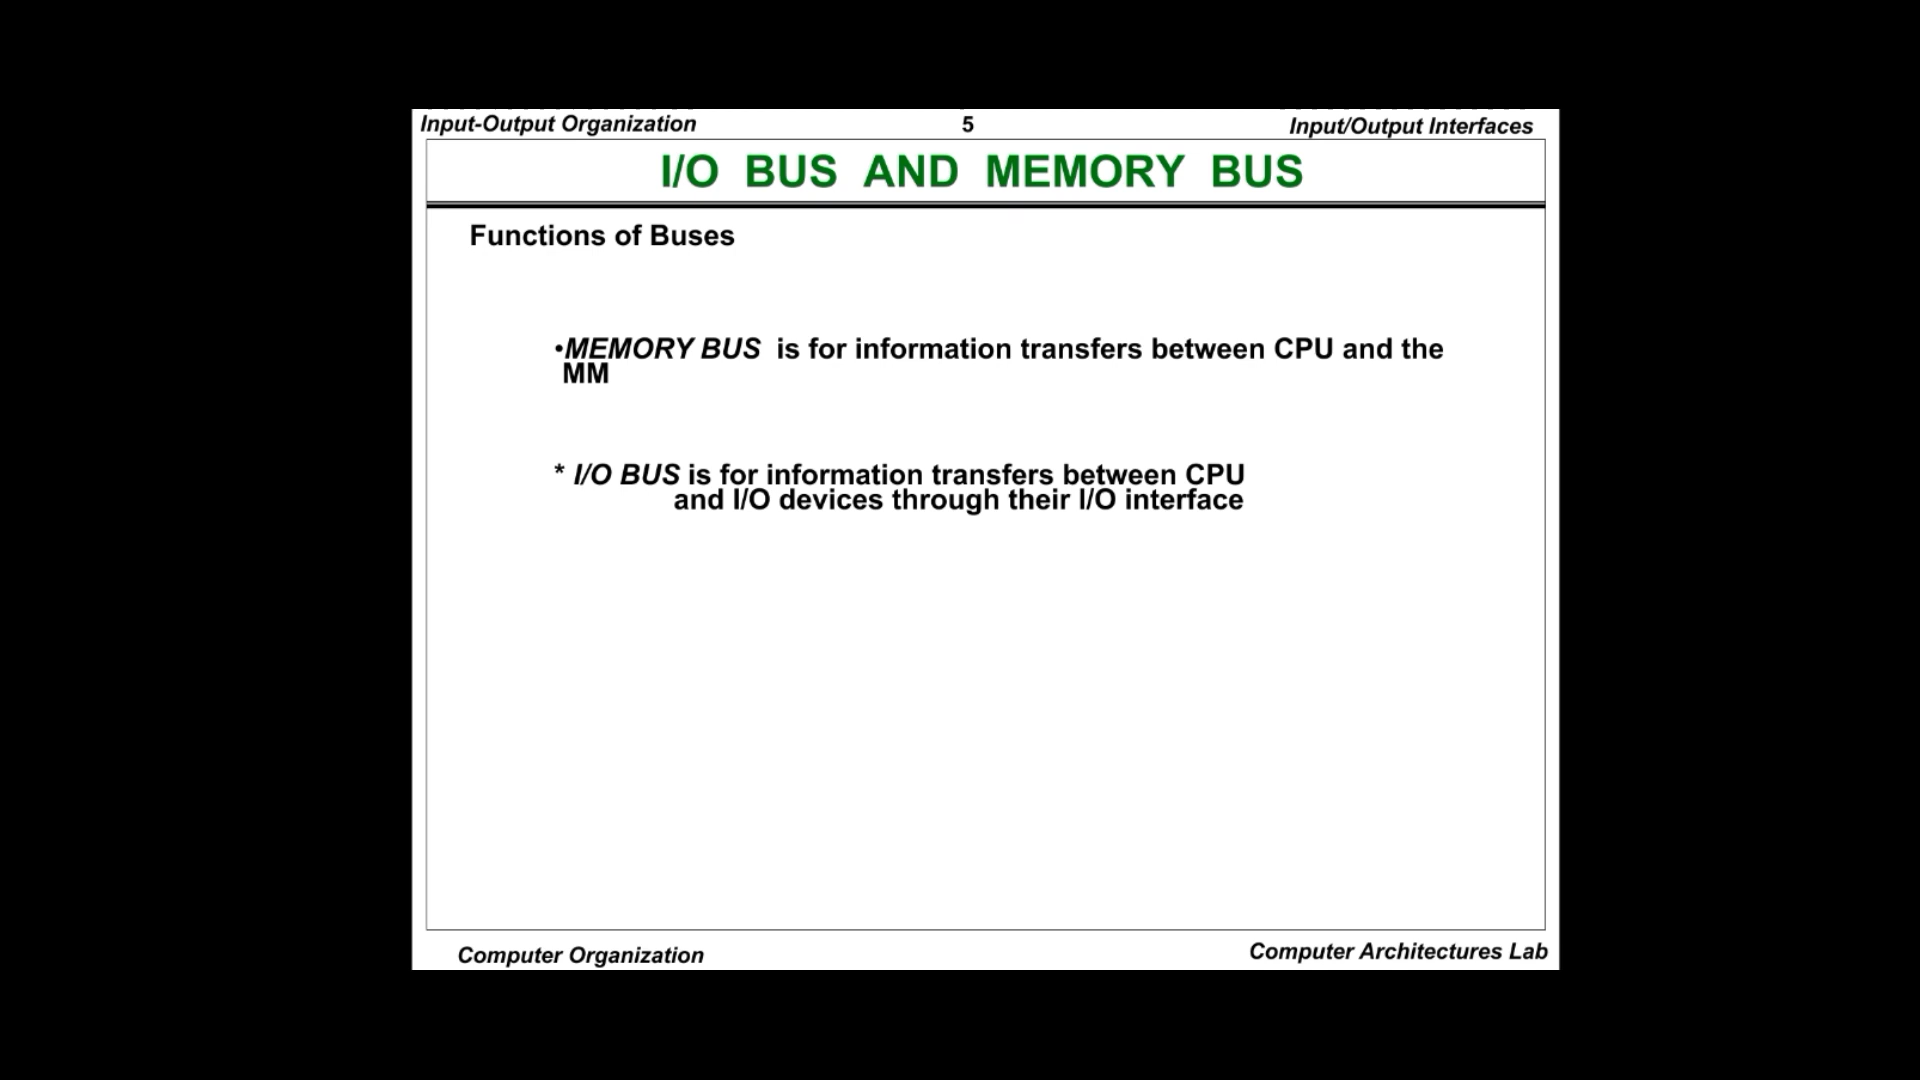 Input-Output Organization
5
Input/Output Interfaces
I/O BUS AND MEMORY BUS
Functions of Buses
•MEMORY BUS is for information transfers between CPU and the
MM
* I/O BUS is for information transfers between CPU
and I/O devices through their I/O interface
Computer Organization
Computer Architectures Lab